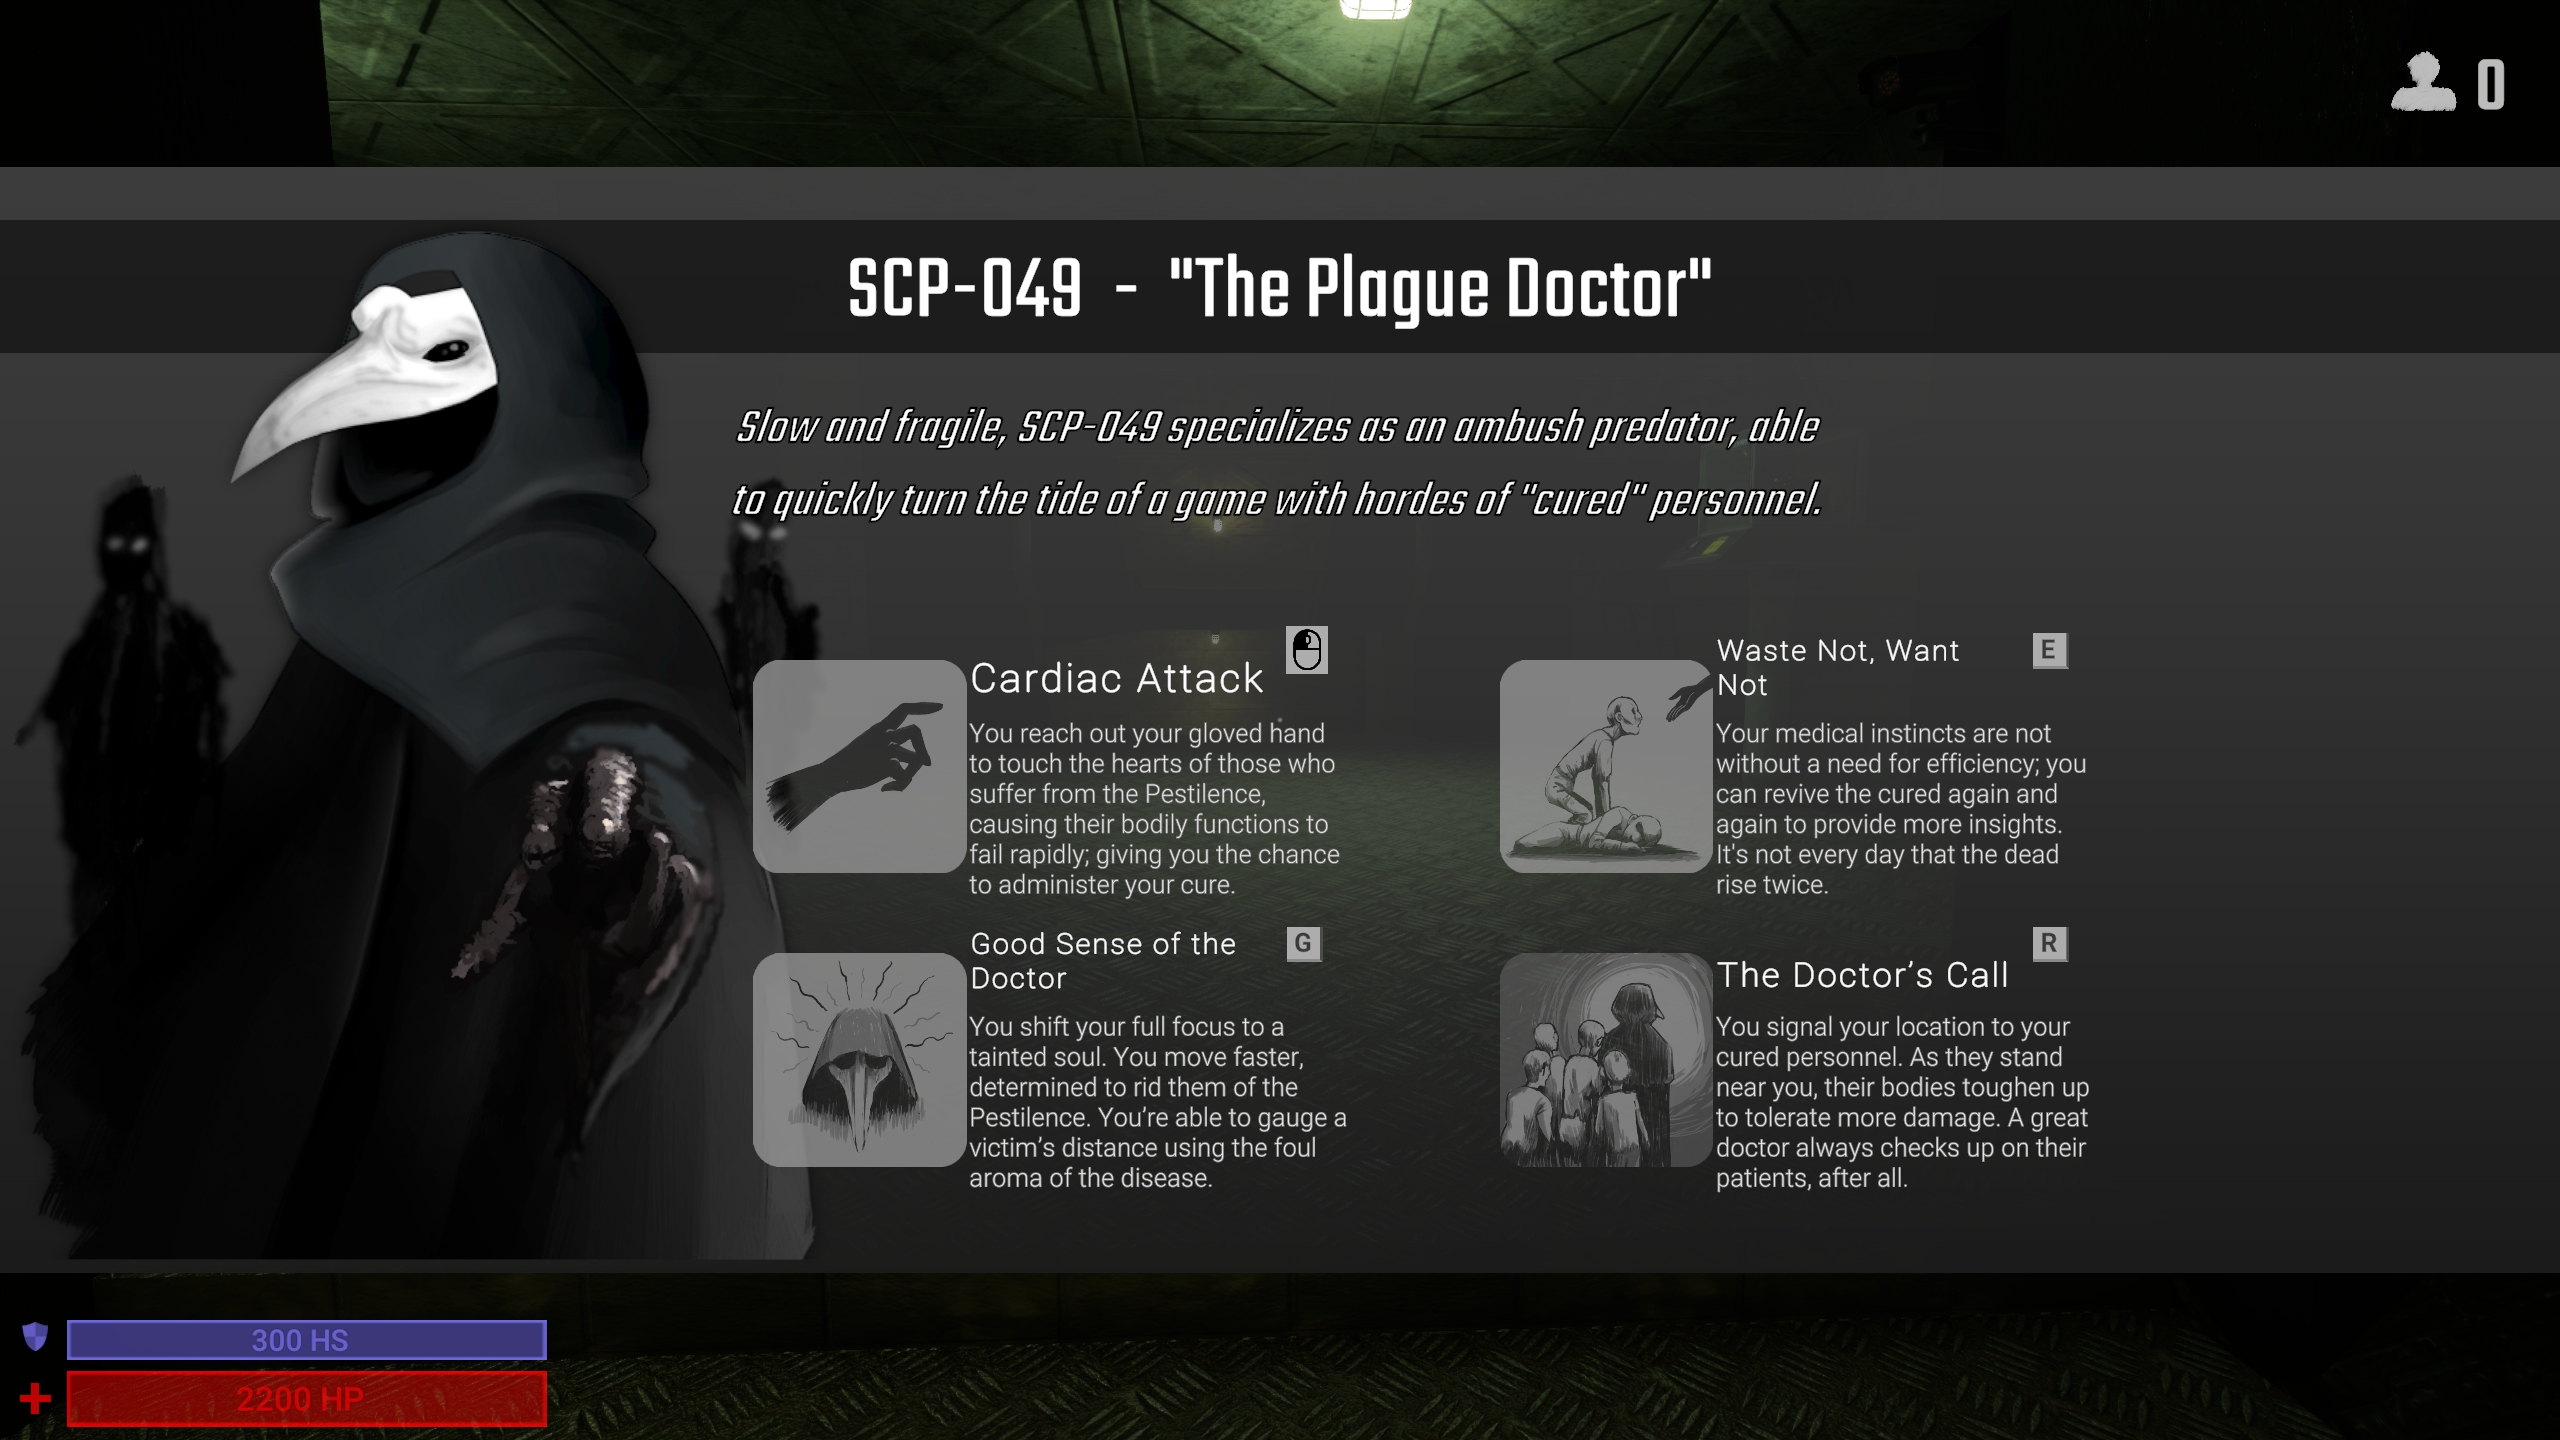 0
SCP-049 - "The Plague Doctor"
Slow and fragile, SCP-049 specializes as an ambush predator, able
to quickly turn the tide of a game with hordes of "cured" personnel.
Cardiac Attack
You reach out your gloved hand
to touch the hearts of those who
suffer from the Pestilence,
causing their bodily functions to
fail rapidly; giving you the chance
to administer your cure.
Waste Not, Want
Not
E
Your medical instincts are not
without a need for efficiency; you
can revive the cured again and
again to provide more insights.
It's not every day that the dead
rise twice.
Good Sense of the
Doctor
G
You shift your full focus to a
tainted soul. You move faster,
determined to rid them of the
Pestilence. You’re able to gauge a
victim’s distance using the foul
aroma of the disease.
The Doctor’s Call
R
You signal your location to your
cured personnel. As they stand
near you, their bodies toughen up
to tolerate more damage. A great
doctor always checks up on their
patients, after all.
300 HS
2200 HP